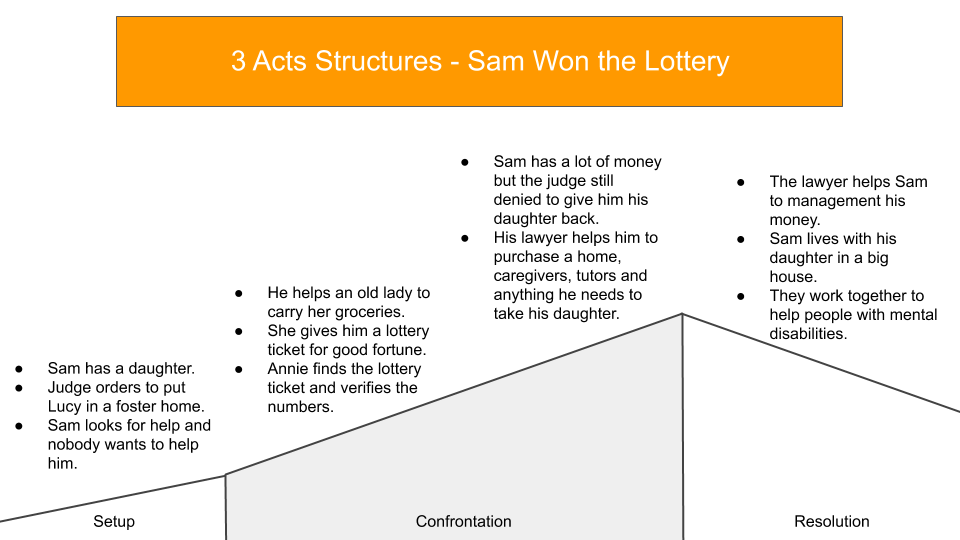 3 Acts Structures - Sam Won the Lottery
● Sam has a daughter.
● Judge orders to put
Lucy in a foster home.
● Sam looks for help and
nobody wants to help
him.
● He helps an old lady to
carry her groceries.
● She gives him a lottery
ticket for good fortune.
● Annie finds the lottery
ticket and verifies the
numbers.
● Sam has a lot of money
but the judge still
denied to give him his
daughter back.
● His lawyer helps him to
purchase a home,
caregivers, tutors and
anything he needs to
take his daughter.
● The lawyer helps Sam
to management his
money.
● Sam lives with his
daughter in a big
house.
● They work together to
help people with mental
disabilities.
Setup
Confrontation
Resolution